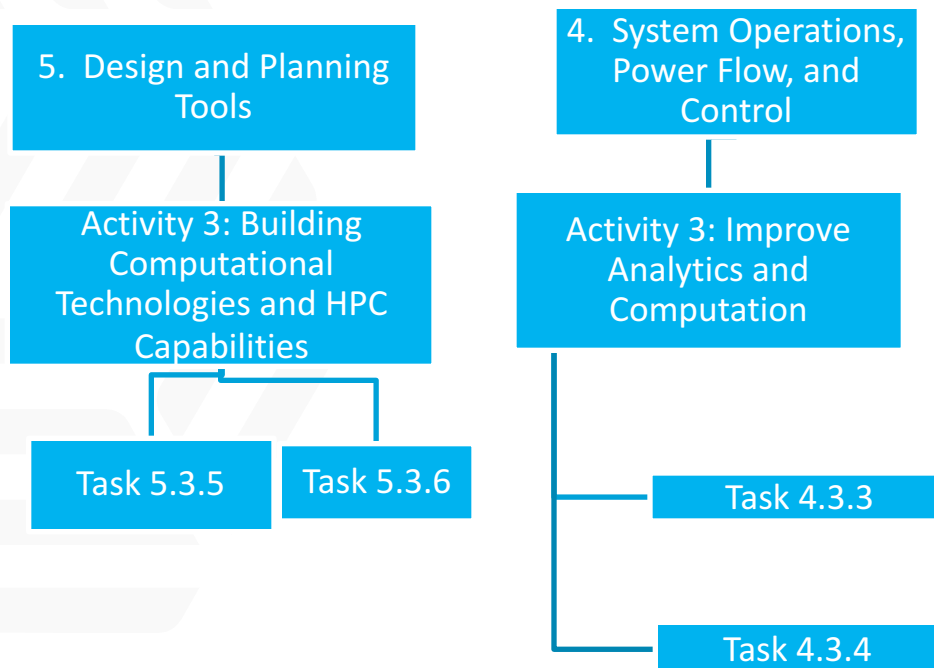 5. Design and Planning
Tools
Activity 3: Building
Computational
Technologies and HPC
Capabilities
Task 5.3.5
Task 5.3.6
4. System Operations,
Power Flow, and
Control
Activity 3: Improve
Analytics and
Computation
Task 4.3.3
Task 4.3.4